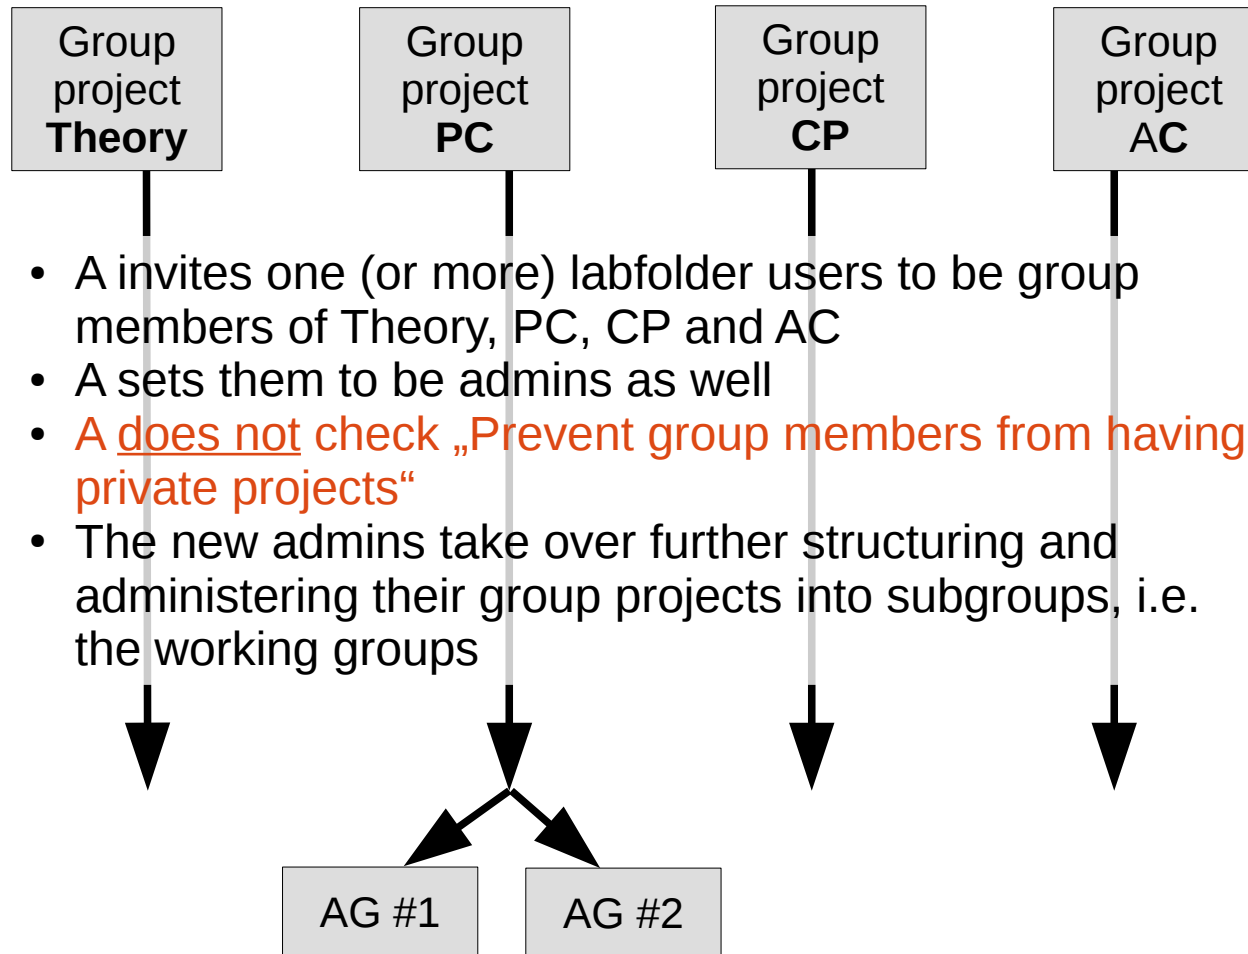 Group
project
Theory
Group
project
PC
Group
project
CP
Group
project
AC
• A invites one (or more) labfolder users to be group
members of Theory, PC, CP and AC
• A sets them to be admins as well
• A does not check „Prevent group members from having
private projects“
• The new admins take over further structuring and
administering their group projects into subgroups, i.e.
the working groups
AG #1
AG #2